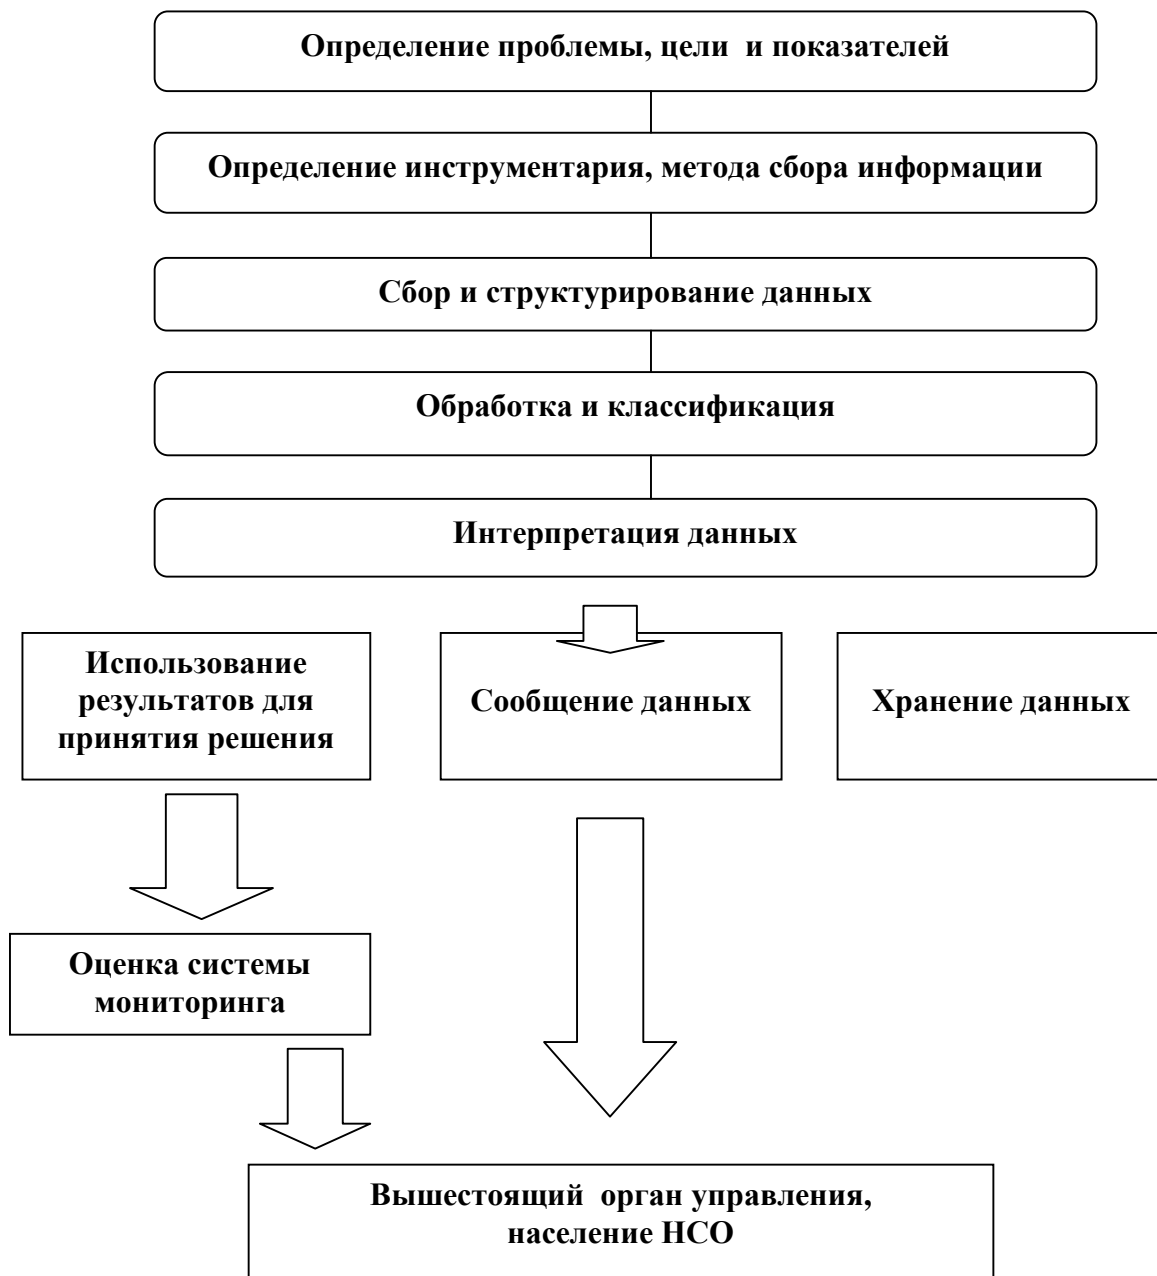 Определение проблемы, цели и показателей
Определение инструментария, метода сбора информации
Сбор и структурирование данных
Обработка и классификация
Интерпретация данных
Использование
результатов для
принятия решения
Сообщение данных
Хранение данных
Оценка системы
мониторинга
Вышестоящий орган управления,
население НСО